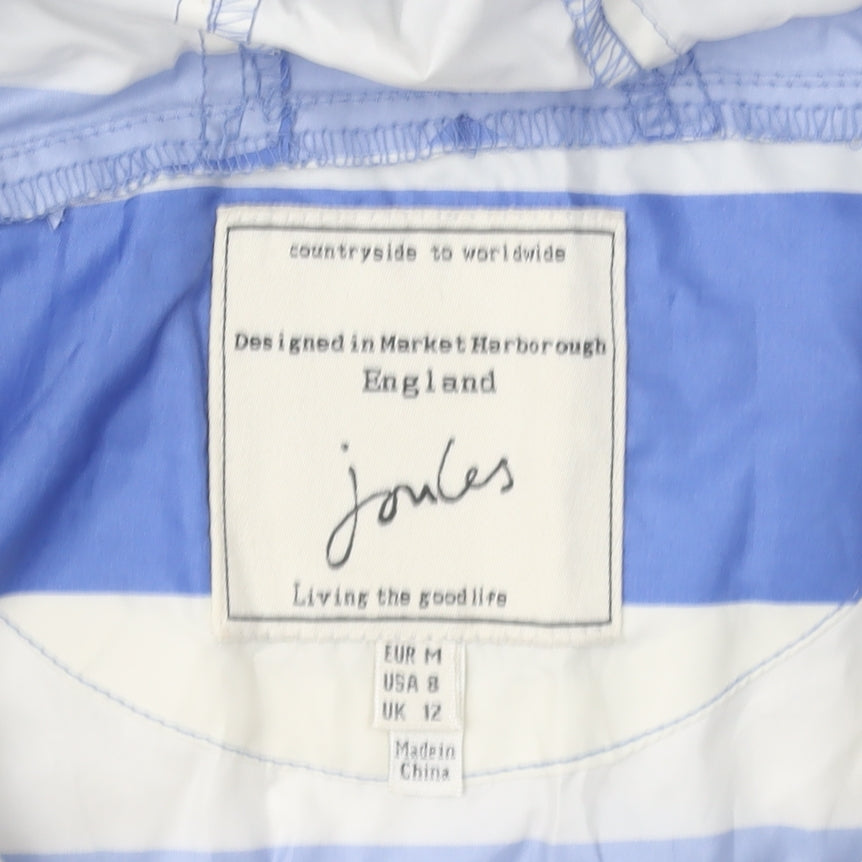 countryside to worldwide
Designed in Market Harborough
England
joules
Living the good life
EUR M
USA 8
UK 12
Made in
China